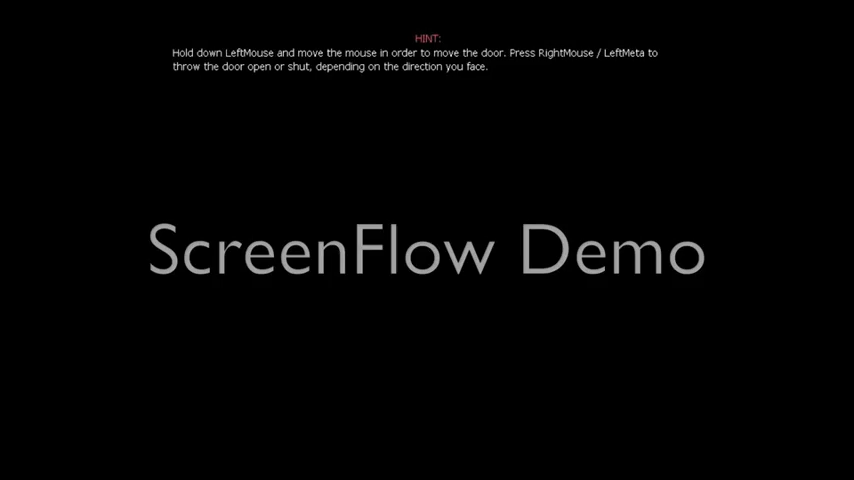 HINT:
Hold down LeftMouse and move the mouse in order to move the door. Press RightMouse / LeftMeta to
throw the door open or shut, depending on the direction you face.
ScreenFlow Demo